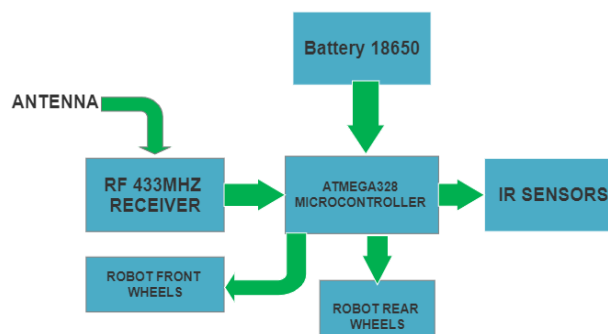 Battery 18650
ANTENNA
RF 433MHZ
RECEIVER
ATMEGA328
MICROCONTROLLER
IR SENSORS
ROBOT FRONT
WHEELS
ROBOT REAR
WHEELS